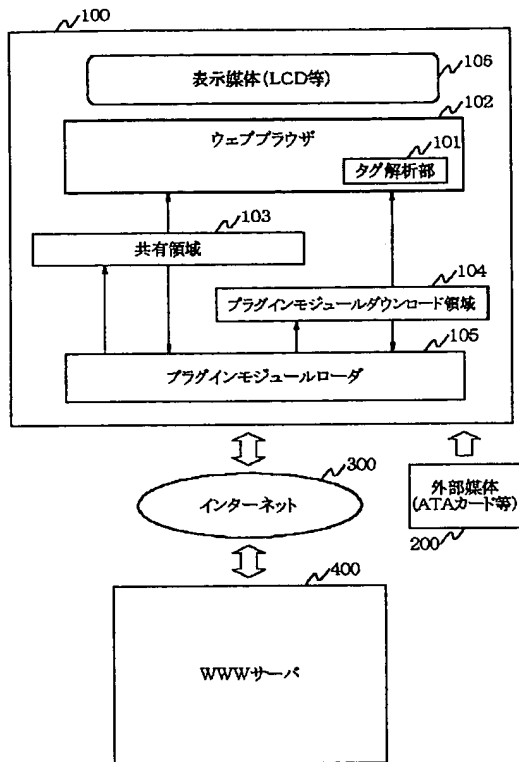 100
106
表示媒体(LCD等)
102
ウェブブラウザ
101
タグ解析部
103
共有領域
104
プラグインモジュールダウンロード領域
105
プラグインモジュールローダ
300
インターネット
外部媒体
(ATAカード等)
200
400
WWWサーバ